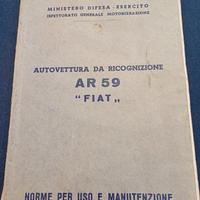 MINISTERO DIFESA - ESERCITO
ISPETTORATO GENERALE MOTORIZZAZIONE
AUTOVETTURA DA RICOGNIZIONE
AR 59
"FIAT"
NORME PER USO E MANUTENZIONE